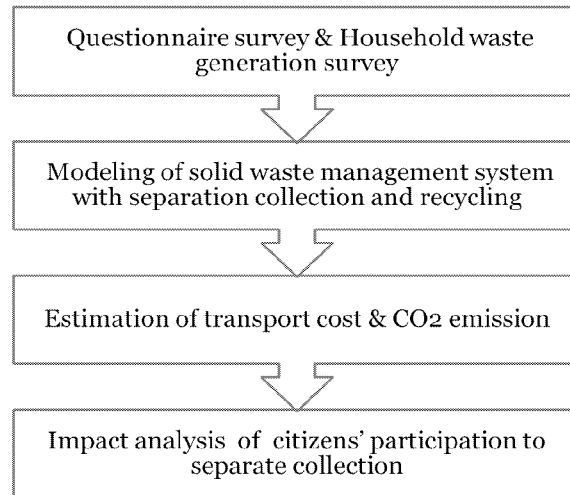 Questionnaire survey & Household waste
generation survey
Modeling of solid waste management system
with separation collection and recycling
Estimation of transport cost & CO2 emission
Impact analysis of citizens’ participation to
separate collection